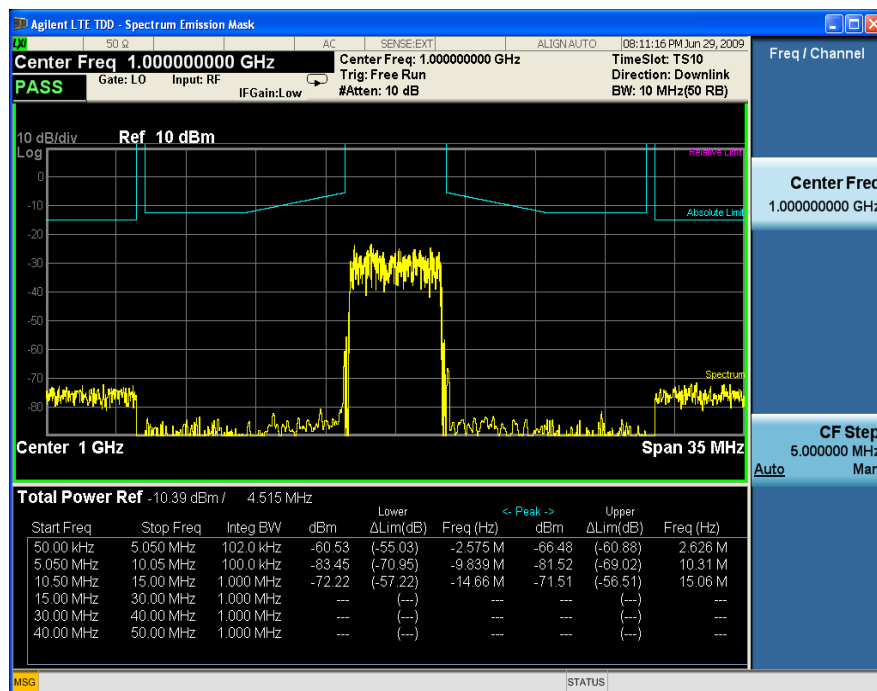 Agilent LTE TDD - Spectrum Emission Mask
LXI 50 Ω AC SENSE:EXT ALIGN AUTO 08:11:16 PM Jun 29, 2009
Center Freq 1.000000000 GHz
PASS
Gate: LO Input: RF
IFGain:Low
Center Freq: 1.000000000 GHz
Trig: Free Run
#Atten: 10 dB
TimeSlot: TS10
Direction: Downlink
BW: 10 MHz(50 RB)
Freq / Channel
Center Freq
1.000000000 GHz
CF Step
5.000000 MHz
Auto Man
10 dB/div Ref 10 dBm
Log
Relative Limit
0
-10
Absolute Limit
-20
-30
-40
-50
-60
-70
Spectrum
-80
Center 1 GHz Span 35 MHz
Total Power Ref -10.39 dBm / 4.515 MHz
Lower <- Peak -> Upper
Start Freq Stop Freq Integ BW dBm ΔLim(dB) Freq (Hz) dBm ΔLim(dB) Freq (Hz)
50.00 kHz 5.050 MHz 102.0 kHz -60.53 (-55.03) -2.575 M -66.48 (-60.88) 2.626 M
5.050 MHz 10.05 MHz 100.0 kHz -83.45 (-70.95) -9.839 M -81.52 (-69.02) 10.31 M
10.50 MHz 15.00 MHz 1.000 MHz -72.22 (-57.22) -14.66 M -71.51 (-56.51) 15.06 M
15.00 MHz 30.00 MHz 1.000 MHz --- (---) --- --- (---) ---
30.00 MHz 40.00 MHz 1.000 MHz --- (---) --- --- (---) ---
40.00 MHz 50.00 MHz 1.000 MHz --- (---) --- --- (---) ---
MSG STATUS